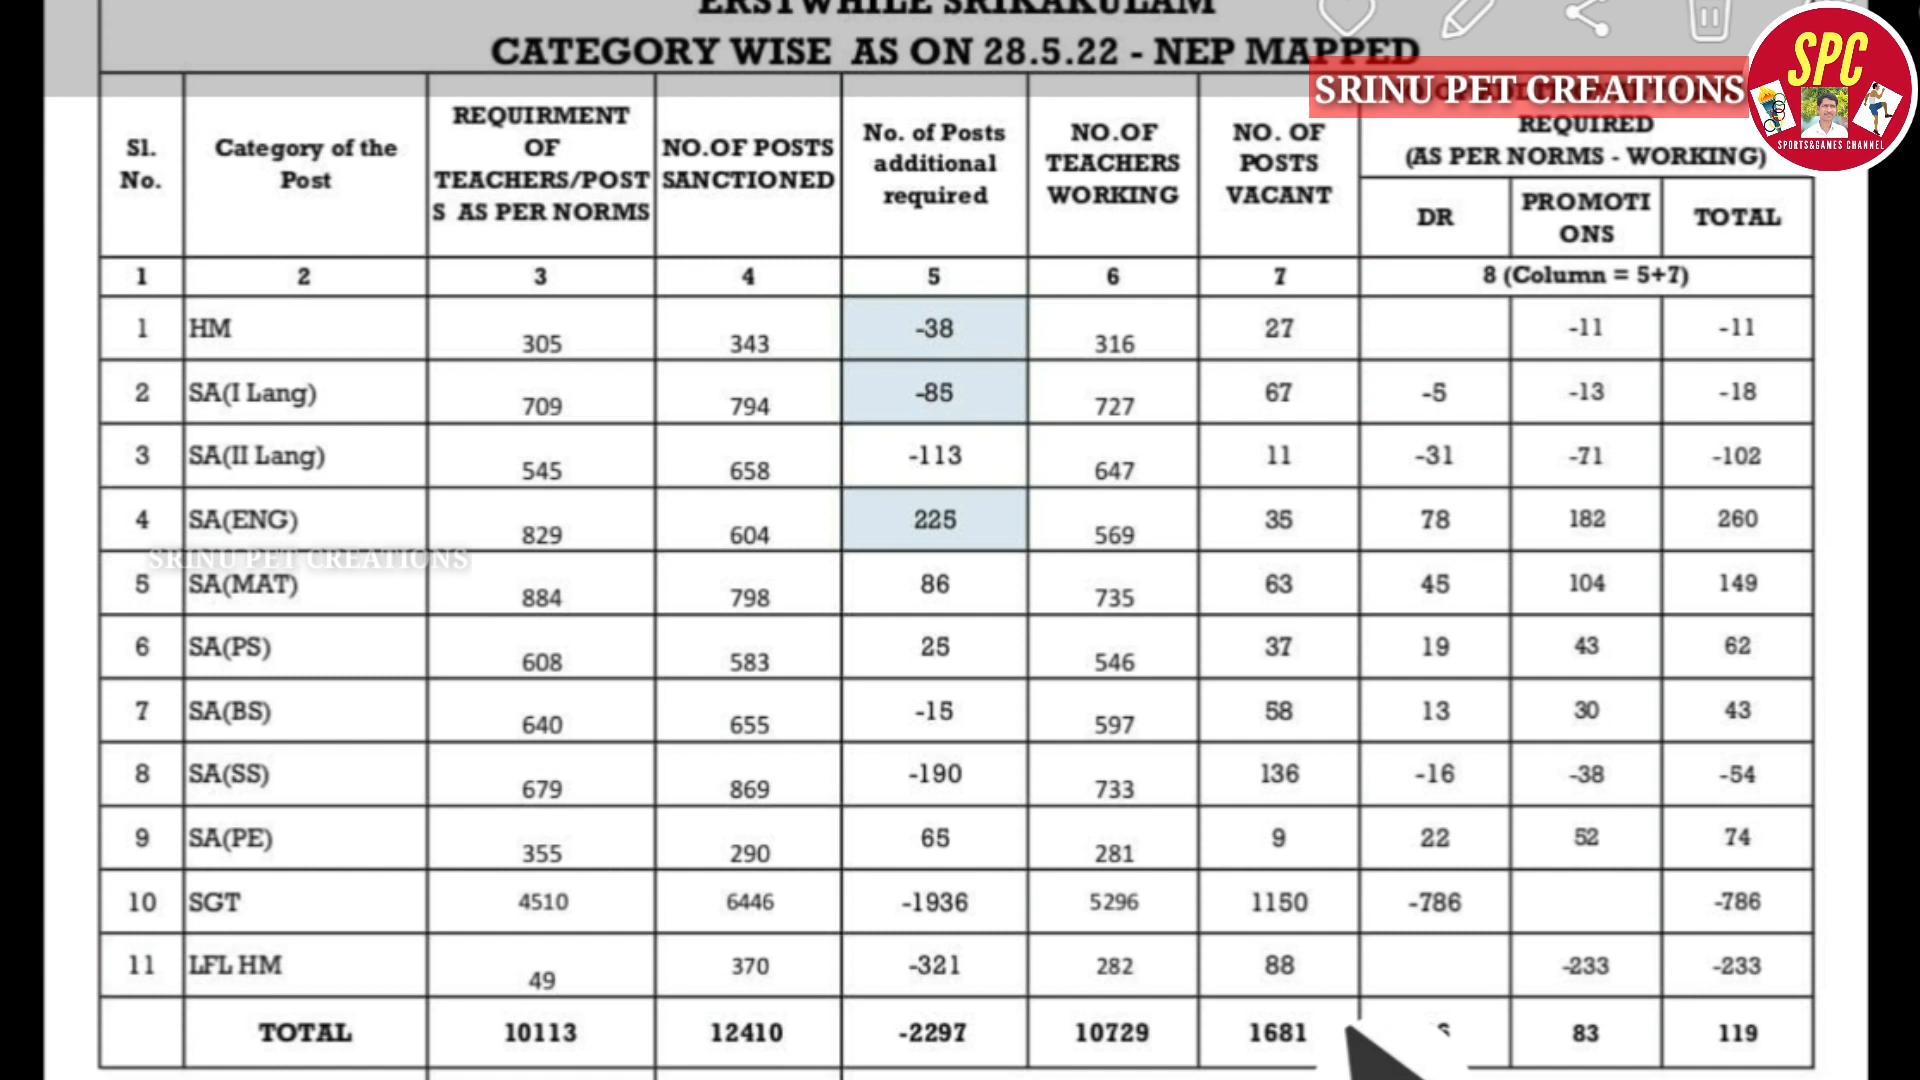 ERSTWHILE SRIKAKULAM
CATEGORY WISE AS ON 28.5.22 - NEP MAPPED
SRINU PET CREATIONS
SPC
SPORTS&GAMES CHANNEL
Sl. No. Category of the Post REQUIRMENT OF TEACHERS/POST S AS PER NORMS NO.OF POSTS SANCTIONED No. of Posts additional required NO.OF TEACHERS WORKING NO. OF POSTS VACANT REQUIRED (AS PER NORMS - WORKING)
DR PROMOTI ONS TOTAL
1 2 3 4 5 6 7 8 (Column = 5+7)
1 HM 305 343 -38 316 27 -11 -11
2 SA(I Lang) 709 794 -85 727 67 -5 -13 -18
3 SA(II Lang) 545 658 -113 647 11 -31 -71 -102
4 SA(ENG) 829 604 225 569 35 78 182 260
SRINU PET CREATIONS
5 SA(MAT) 884 798 86 735 63 45 104 149
6 SA(PS) 608 583 25 546 37 19 43 62
7 SA(BS) 640 655 -15 597 58 13 30 43
8 SA(SS) 679 869 -190 733 136 -16 -38 -54
9 SA(PE) 355 290 65 281 9 22 52 74
10 SGT 4510 6446 -1936 5296 1150 -786 -786
11 LFL HM 49 370 -321 282 88 -233 -233
TOTAL 10113 12410 -2297 10729 1681 83 119